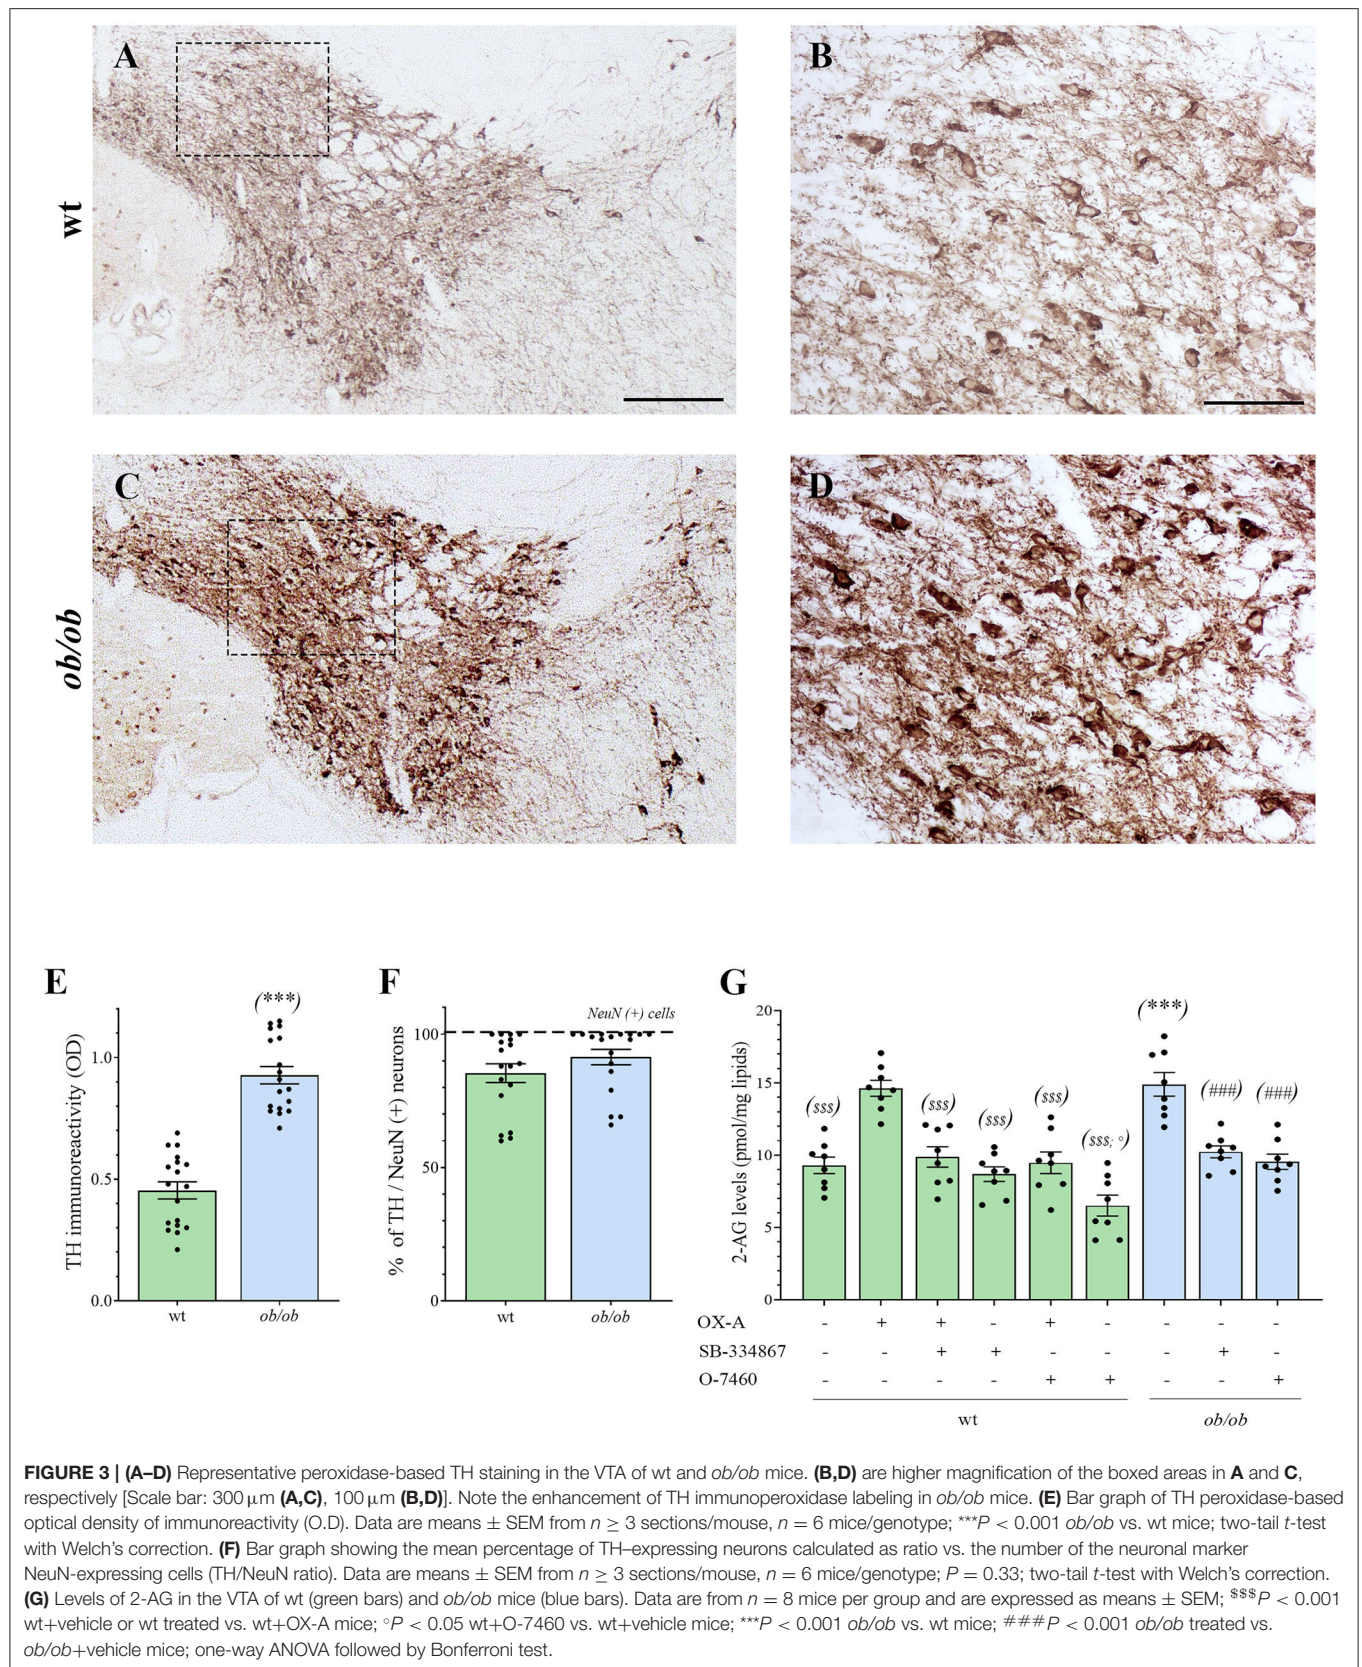 A
B
wt
C
D
ob/ob
E
(***)
TH immunoreactivity (OD)
1.0
0.5
0.0
wt
ob/ob
F
NeuN (+) cells
% of TH / NeuN (+) neurons
100
50
0
wt
ob/ob
G
2-AG levels (pmol/mg lipids)
20
15
10
5
0
($$$)
($$$)
($$$)
($$$)
($$$; °)
(***)
(###)
(###)
OX-A - + + - + - - - -
SB-334867 - - + + - - - + -
O-7460 - - - - + + - - +
wt
ob/ob
FIGURE 3 | (A–D) Representative peroxidase-based TH staining in the VTA of wt and ob/ob mice. (B,D) are higher magnification of the boxed areas in A and C,
respectively [Scale bar: 300 μm (A,C), 100 μm (B,D)]. Note the enhancement of TH immunoperoxidase labeling in ob/ob mice. (E) Bar graph of TH peroxidase-based
optical density of immunoreactivity (O.D). Data are means ± SEM from n ≥ 3 sections/mouse, n = 6 mice/genotype; ***P < 0.001 ob/ob vs. wt mice; two-tail t-test
with Welch's correction. (F) Bar graph showing the mean percentage of TH–expressing neurons calculated as ratio vs. the number of the neuronal marker
NeuN-expressing cells (TH/NeuN ratio). Data are means ± SEM from n ≥ 3 sections/mouse, n = 6 mice/genotype; P = 0.33; two-tail t-test with Welch's correction.
(G) Levels of 2-AG in the VTA of wt (green bars) and ob/ob mice (blue bars). Data are from n = 8 mice per group and are expressed as means ± SEM; $$$P < 0.001
wt+vehicle or wt treated vs. wt+OX-A mice; °P < 0.05 wt+O-7460 vs. wt+vehicle mice; ***P < 0.001 ob/ob vs. wt mice; ###P < 0.001 ob/ob treated vs.
ob/ob+vehicle mice; one-way ANOVA followed by Bonferroni test.